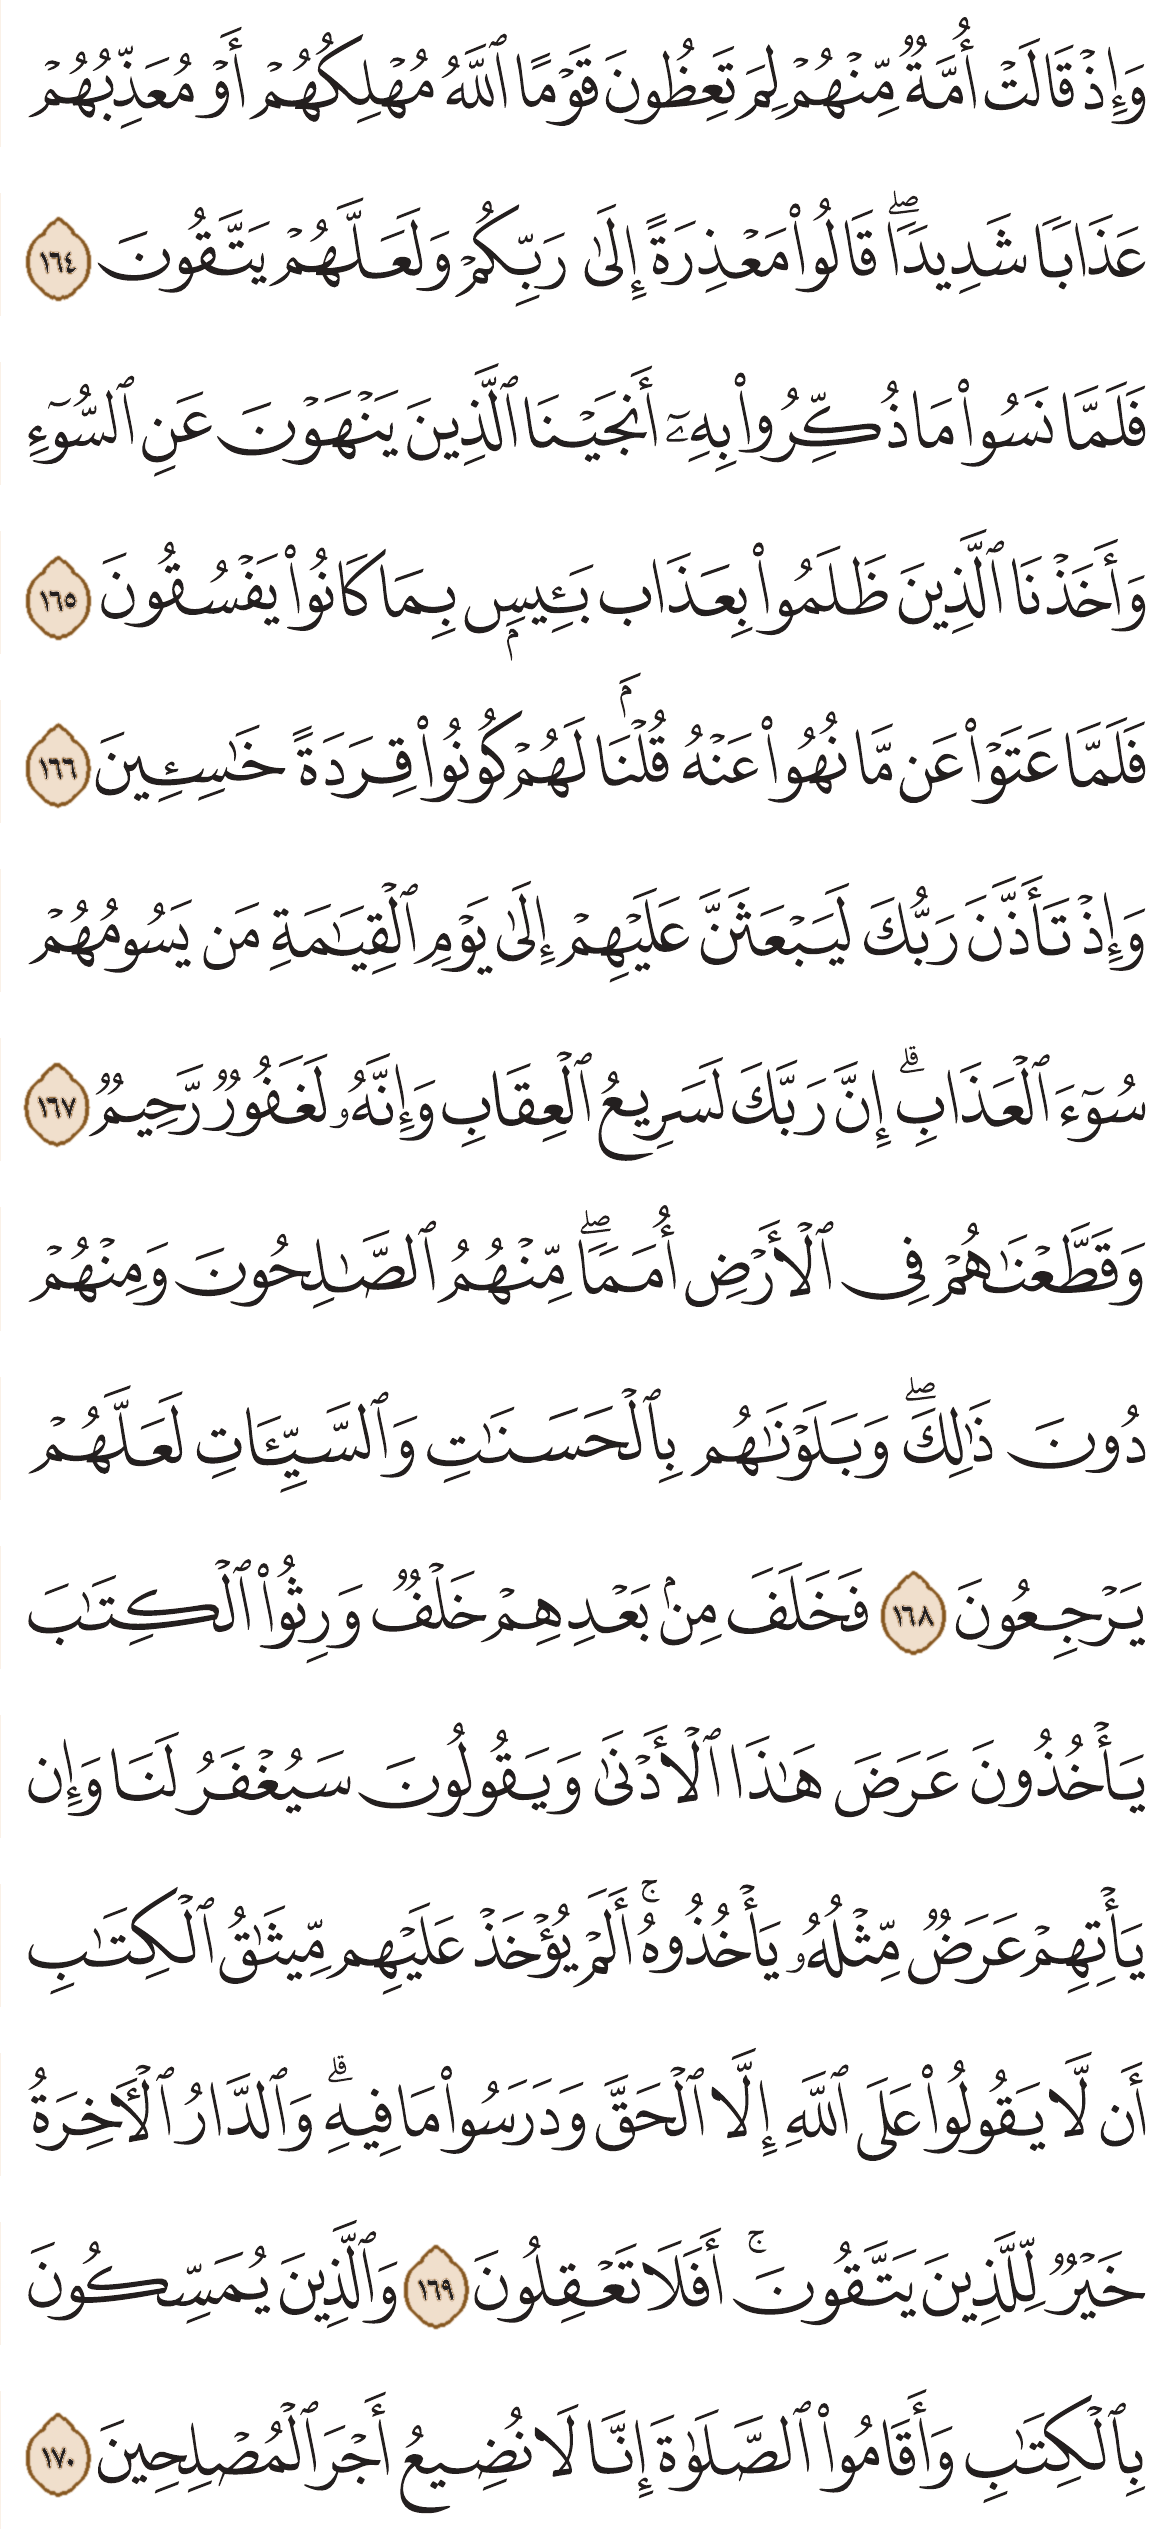 وَإِذۡ قَالَتۡ أُمَّةٞ مِّنۡهُمۡ لِمَ تَعِظُونَ قَوۡمًا ٱللَّهُ مُهۡلِكُهُمۡ أَوۡ مُعَذِّبُهُمۡ
عَذَابٗا شَدِيدٗاۖ قَالُواْ مَعۡذِرَةً إِلَىٰ رَبِّكُمۡ وَلَعَلَّهُمۡ يَتَّقُونَ ١٦٤
فَلَمَّا نَسُواْ مَا ذُكِّرُواْ بِهِۦٓ أَنجَيۡنَا ٱلَّذِينَ يَنۡهَوۡنَ عَنِ ٱلسُّوٓءِ
وَأَخَذۡنَا ٱلَّذِينَ ظَلَمُواْ بِعَذَابِۭ بَـِٔيسِۭ بِمَا كَانُواْ يَفۡسُقُونَ ١٦٥
فَلَمَّا عَتَوۡاْ عَن مَّا نُهُواْ عَنۡهُ قُلۡنَا لَهُمۡ كُونُواْ قِرَدَةً خَٰسِـِٔينَ ١٦٦
وَإِذۡ تَأَذَّنَ رَبُّكَ لَيَبۡعَثَنَّ عَلَيۡهِمۡ إِلَىٰ يَوۡمِ ٱلۡقِيَٰمَةِ مَن يَسُومُهُمۡ
سُوٓءَ ٱلۡعَذَابِۗ إِنَّ رَبَّكَ لَسَرِيعُ ٱلۡعِقَابِ وَإِنَّهُۥ لَغَفُورٞ رَّحِيمٞ ١٦٧
وَقَطَّعۡنَٰهُمۡ فِي ٱلۡأَرۡضِ أُمَمٗاۖ مِّنۡهُمُ ٱلصَّٰلِحُونَ وَمِنۡهُمۡ
دُونَ ذَٰلِكَۖ وَبَلَوۡنَٰهُم بِٱلۡحَسَنَٰتِ وَٱلسَّيِّـَٔاتِ لَعَلَّهُمۡ
يَرۡجِعُونَ ١٦٨ فَخَلَفَ مِنۢ بَعۡدِهِمۡ خَلۡفٞ وَرِثُواْ ٱلۡكِتَٰبَ
يَأۡخُذُونَ عَرَضَ هَٰذَا ٱلۡأَدۡنَىٰ وَيَقُولُونَ سَيُغۡفَرُ لَنَا وَإِن
يَأۡتِهِمۡ عَرَضٞ مِّثۡلُهُۥ يَأۡخُذُوهُۚ أَلَمۡ يُؤۡخَذۡ عَلَيۡهِم مِّيثَٰقُ ٱلۡكِتَٰبِ
أَن لَّا يَقُولُواْ عَلَى ٱللَّهِ إِلَّا ٱلۡحَقَّ وَدَرَسُواْ مَا فِيهِۗ وَٱلدَّارُ ٱلۡأٓخِرَةُ
خَيۡرٞ لِّلَّذِينَ يَتَّقُونَۚ أَفَلَا تَعۡقِلُونَ ١٦٩ وَٱلَّذِينَ يُمَسِّكُونَ
بِٱلۡكِتَٰبِ وَأَقَامُواْ ٱلصَّلَوٰةَ إِنَّا لَا نُضِيعُ أَجۡرَ ٱلۡمُصۡلِحِينَ ١٧٠